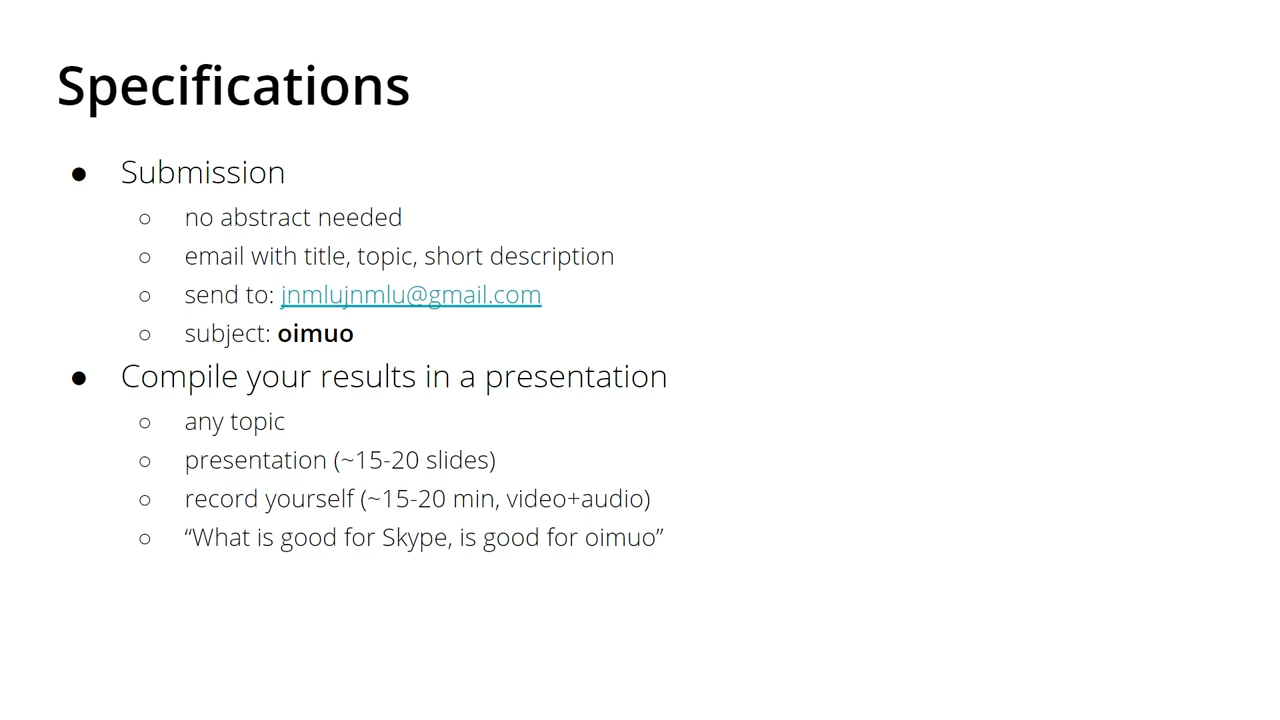 Specifications
● Submission
○ no abstract needed
○ email with title, topic, short description
○ send to: jnmlujnmlu@gmail.com
○ subject: oimuo
● Compile your results in a presentation
○ any topic
○ presentation (~15-20 slides)
○ record yourself (~15-20 min, video+audio)
○ “What is good for Skype, is good for oimuo”